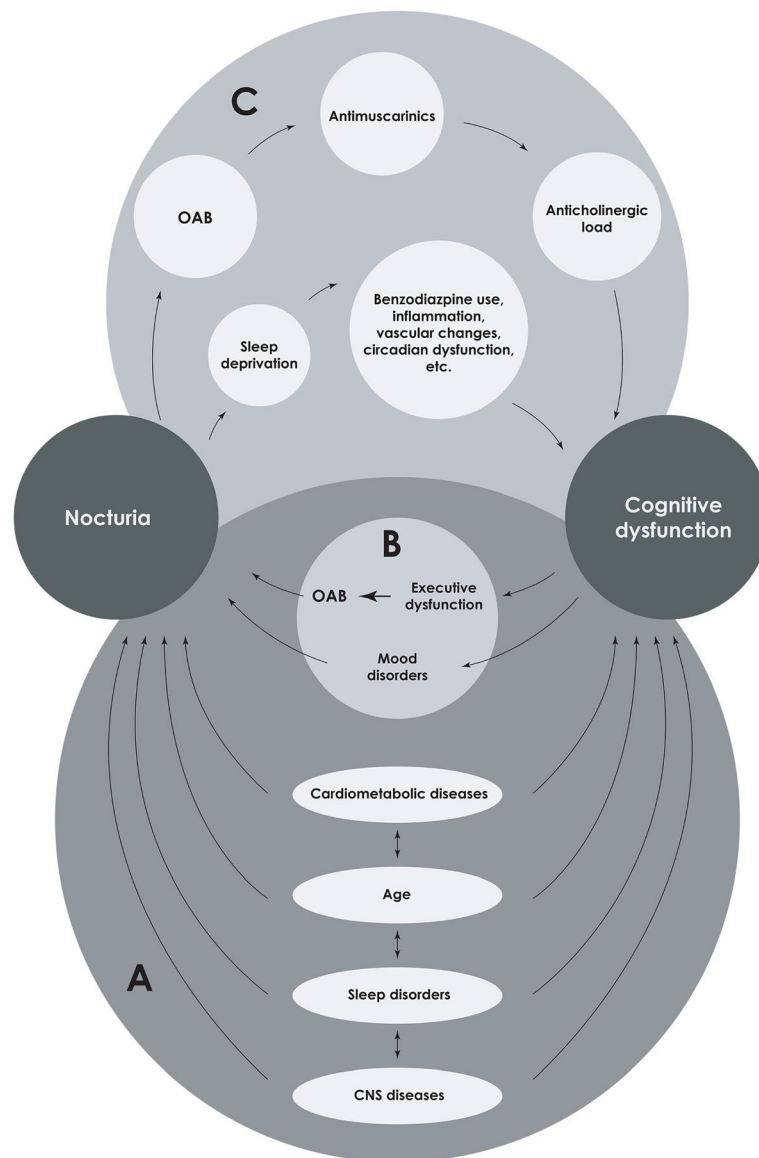 C
Antimuscarinics
OAB
Anticholinergic
load
Benzodiazpine use,
inflammation,
vascular changes,
circadian dysfunction,
etc.
Sleep
deprivation
Nocturia
Cognitive
dysfunction
B
OAB
Executive
dysfunction
Mood
disorders
Cardiometabolic diseases
Age
A
Sleep disorders
CNS diseases